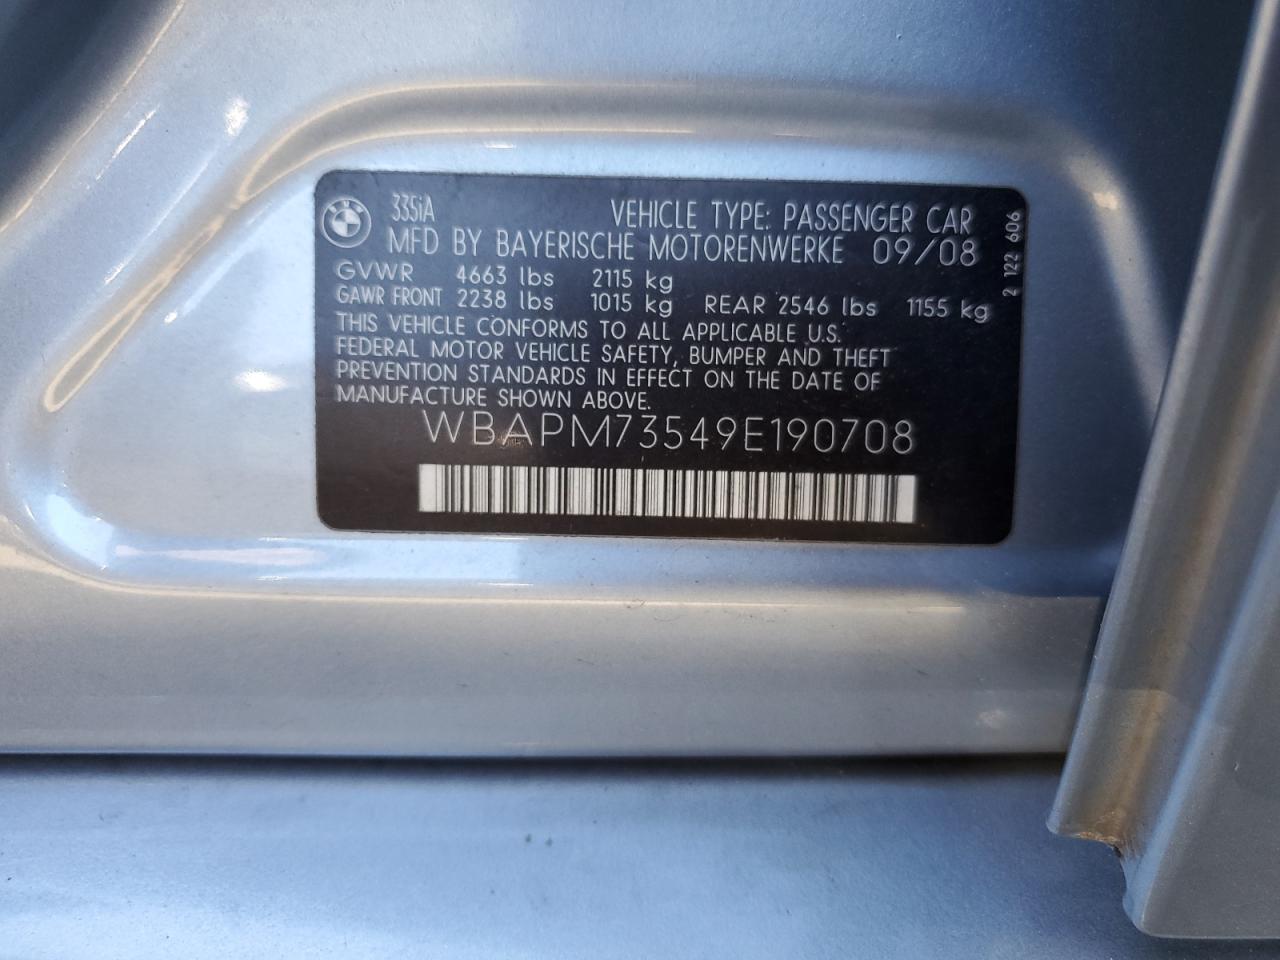 BMW
335iA VEHICLE TYPE: PASSENGER CAR
MFD BY BAYERISCHE MOTORENWERKE 09/08
GVWR 4663 lbs 2115 kg
GAWR FRONT 2238 lbs 1015 kg REAR 2546 lbs 1155 kg
THIS VEHICLE CONFORMS TO ALL APPLICABLE U.S.
FEDERAL MOTOR VEHICLE SAFETY, BUMPER AND THEFT
PREVENTION STANDARDS IN EFFECT ON THE DATE OF
MANUFACTURE SHOWN ABOVE.
WBAPM73549E190708
2 122 606